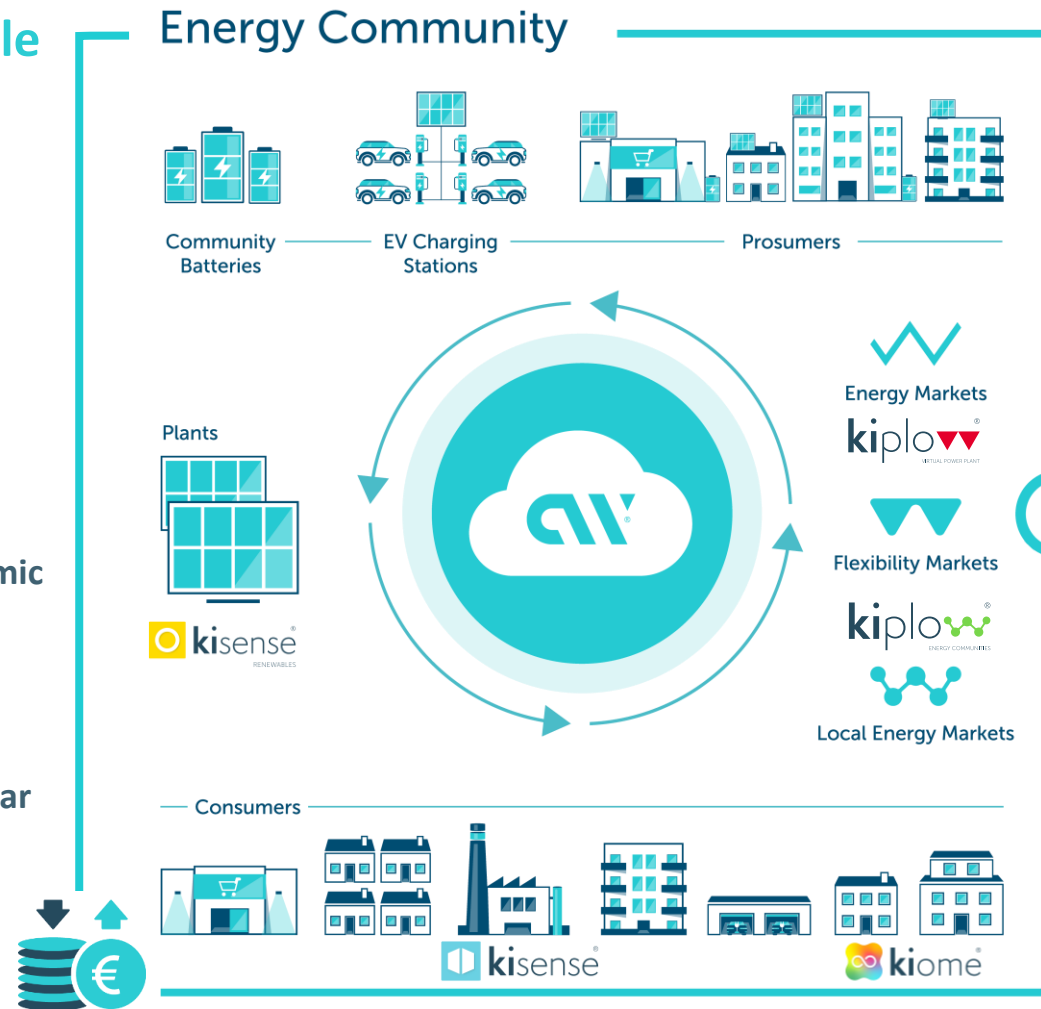 le
Energy Community
Community
Batteries
EV Charging
Stations
Prosumers
Energy Markets
kiplow®
VIRTUAL POWER PLANT
Plants
Flexibility Markets
kisense®
RENEWABLES
mic
kiplow®
ENERGY COMMUNITIES
Local Energy Markets
ar
Consumers
kisense®
kiome®
€